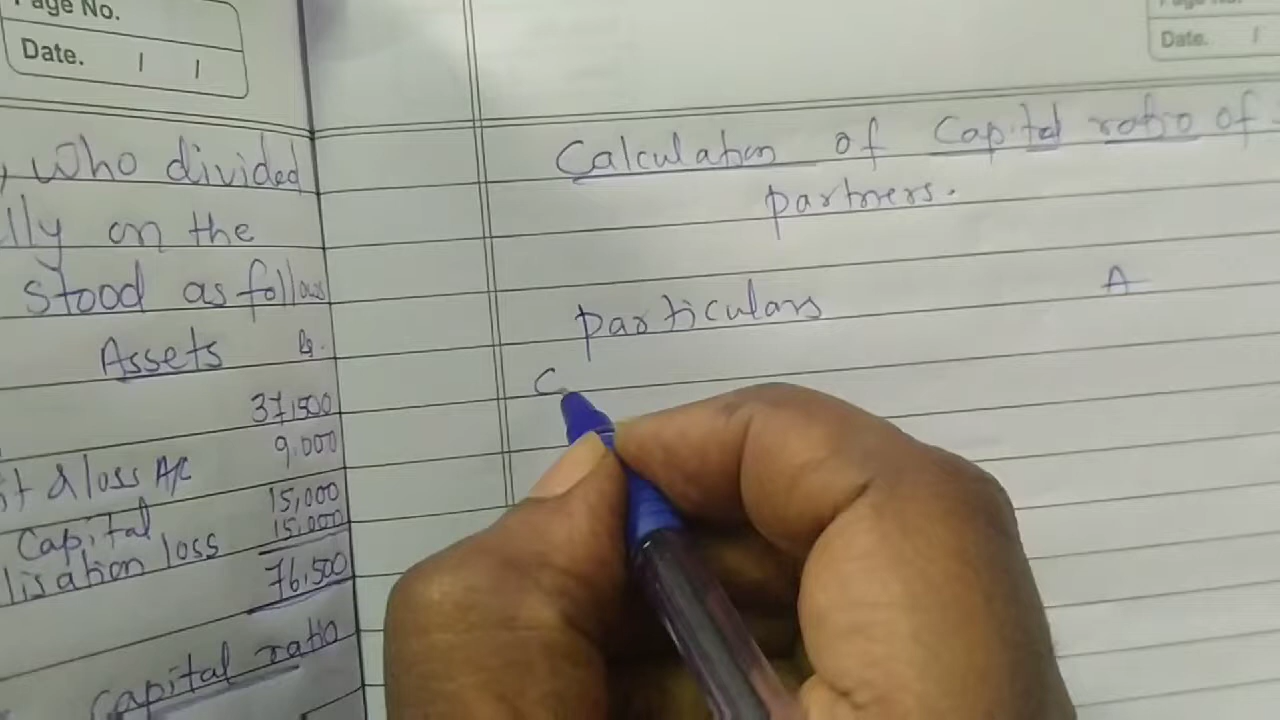 Page No.
Date. / /
, who divided
lly on the
stood as follows
Assets Rs.
37,500
9,000
it & loss A/c
15,000
Capital
15,000
lisation loss
76,500
capital ratio
Date. /
Calculation of Capital ratio of
partners.
particulars A
C